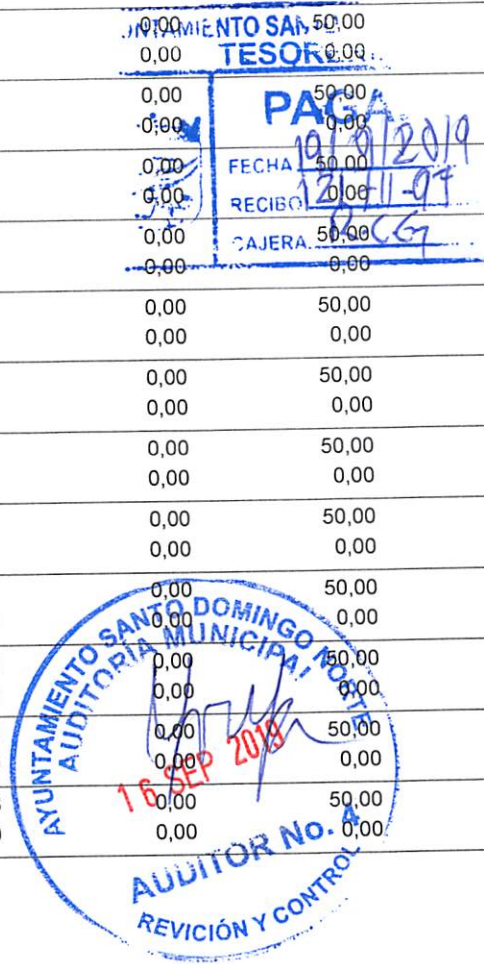 0,00 50,00
AYUNTAMIENTO SANTO
0,00 0,00
TESORE
0,00 50,00
PAGA
0,00 0,00
FECHA 10/9/2019
0,00 50,00
RECIBO
0,00 0,00
CAJERA
0,00 50,00
0,00 0,00
0,00 50,00
0,00 0,00
0,00 50,00
0,00 0,00
0,00 50,00
0,00 0,00
0,00 50,00
0,00 0,00
0,00 50,00
0,00 0,00
0,00 50,00
0,00 0,00
0,00 50,00
0,00 0,00
0,00 50,00
0,00 0,00
AYUNTAMIENTO SANTO DOMINGO NORTE
AUDITORÍA MUNICIPAL
16 SEP 2019
AUDITOR No. 4
REVICIÓN Y CONTROL